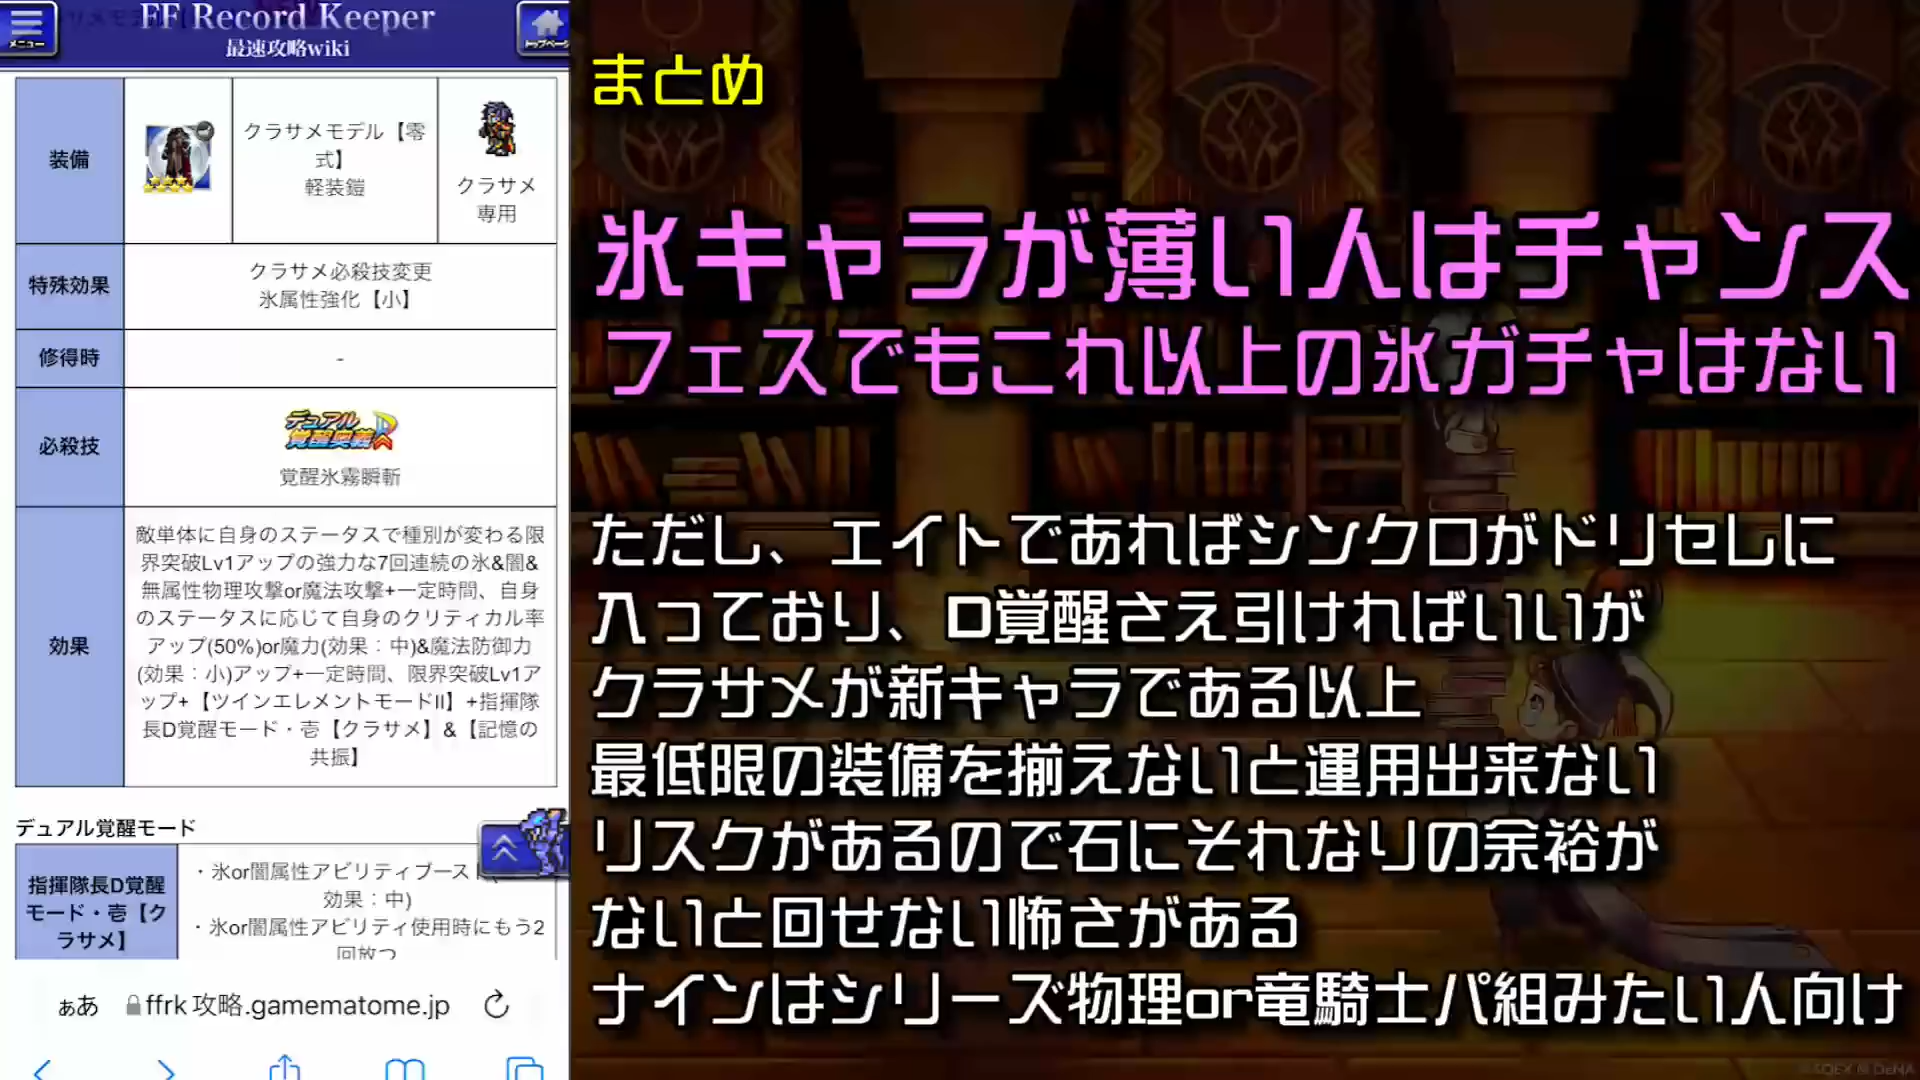 FF Record Keeper
最速攻略wiki
メニュー
トップページ
装備
クラサメモデル【零
式】
軽装鎧
クラサメ
専用
特殊効果
クラサメ必殺技変更
氷属性強化【小】
修得時
-
必殺技
デュアル
覚醒奥義
覚醒氷霧瞬斬
効果
敵単体に自身のステータスで種別が変わる限
界突破Lv1アップの強力な7回連続の氷&闇&
無属性物理攻撃or魔法攻撃+一定時間、自身
のステータスに応じて自身のクリティカル率
アップ(50%)or魔力(効果：中)&魔法防御力
(効果：小)アップ+一定時間、限界突破Lv1ア
ップ+【ツインエレメントモードII】+指揮隊
長D覚醒モード・壱【クラサメ】&【記憶の
共振】
デュアル覚醒モード
指揮隊長D覚醒
モード・壱【ク
ラサメ】
・氷or闇属性アビリティブースト(
効果：中)
・氷or闇属性アビリティ使用時にもう2
回放つ
ぁあ
ffrk攻略.gamematome.jp
まとめ
氷キャラが薄い人はチャンス
フェスでもこれ以上の氷ガチャはない
ただし、エイトであればシンクロがドリセレに
入っており、D覚醒さえ引ければいいが
クラサメが新キャラである以上
最低限の装備を揃えないと運用出来ない
リスクがあるので石にそれなりの余裕が
ないと回せない怖さがある
ナインはシリーズ物理or竜騎士パ組みたい人向け